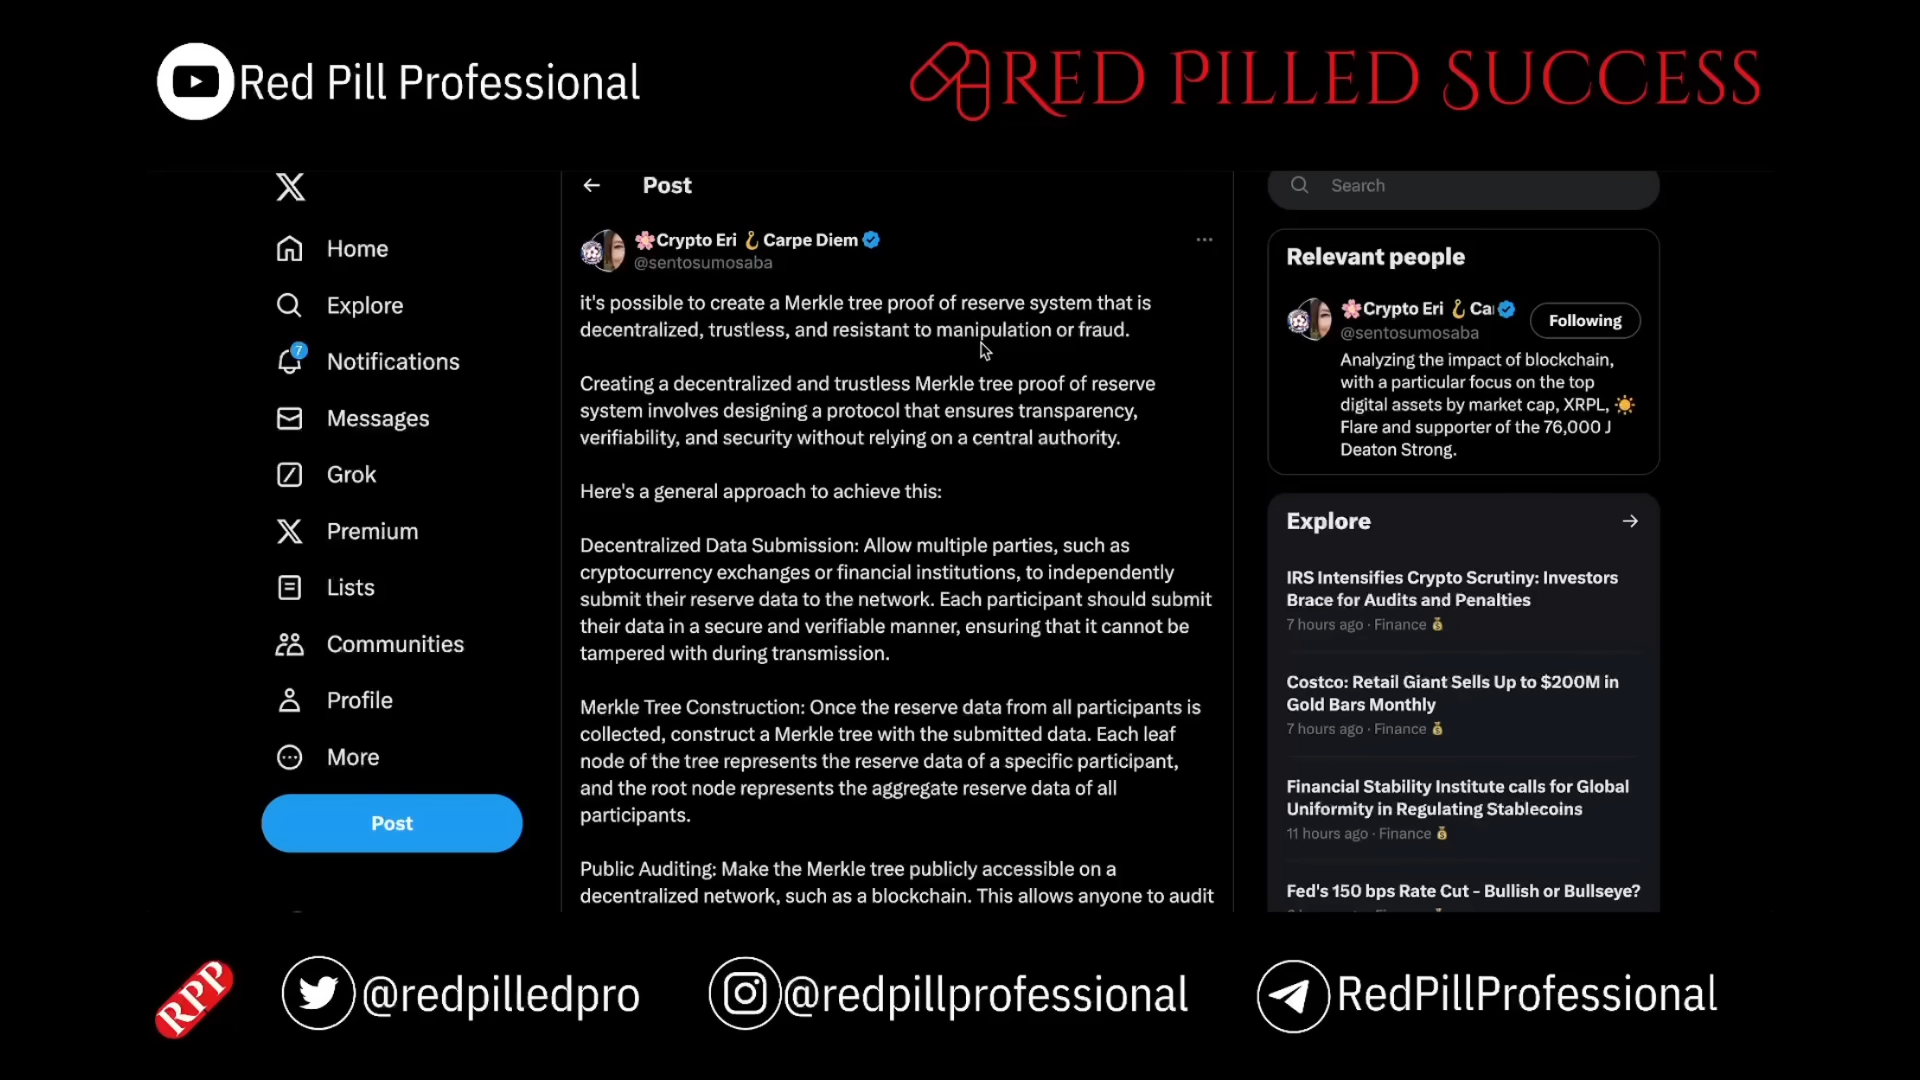 Red Pill Professional
RED PILLED SUCCESS
Home
Explore
7
Notifications
Messages
Grok
Premium
Lists
Communities
Profile
More
Post
Post
Crypto Eri Carpe Diem
@sentosumosaba
it's possible to create a Merkle tree proof of reserve system that is
decentralized, trustless, and resistant to manipulation or fraud.
Creating a decentralized and trustless Merkle tree proof of reserve
system involves designing a protocol that ensures transparency,
verifiability, and security without relying on a central authority.
Here's a general approach to achieve this:
Decentralized Data Submission: Allow multiple parties, such as
cryptocurrency exchanges or financial institutions, to independently
submit their reserve data to the network. Each participant should submit
their data in a secure and verifiable manner, ensuring that it cannot be
tampered with during transmission.
Merkle Tree Construction: Once the reserve data from all participants is
collected, construct a Merkle tree with the submitted data. Each leaf
node of the tree represents the reserve data of a specific participant,
and the root node represents the aggregate reserve data of all
participants.
Public Auditing: Make the Merkle tree publicly accessible on a
decentralized network, such as a blockchain. This allows anyone to audit
Search
Relevant people
Crypto Eri Ca
@sentosumosaba
Following
Analyzing the impact of blockchain,
with a particular focus on the top
digital assets by market cap, XRPL,
Flare and supporter of the 76,000 J
Deaton Strong.
Explore
IRS Intensifies Crypto Scrutiny: Investors
Brace for Audits and Penalties
7 hours ago · Finance
Costco: Retail Giant Sells Up to $200M in
Gold Bars Monthly
7 hours ago · Finance
Financial Stability Institute calls for Global
Uniformity in Regulating Stablecoins
11 hours ago · Finance
Fed's 150 bps Rate Cut - Bullish or Bullseye?
RPP
@redpilledpro
@redpillprofessional
RedPillProfessional